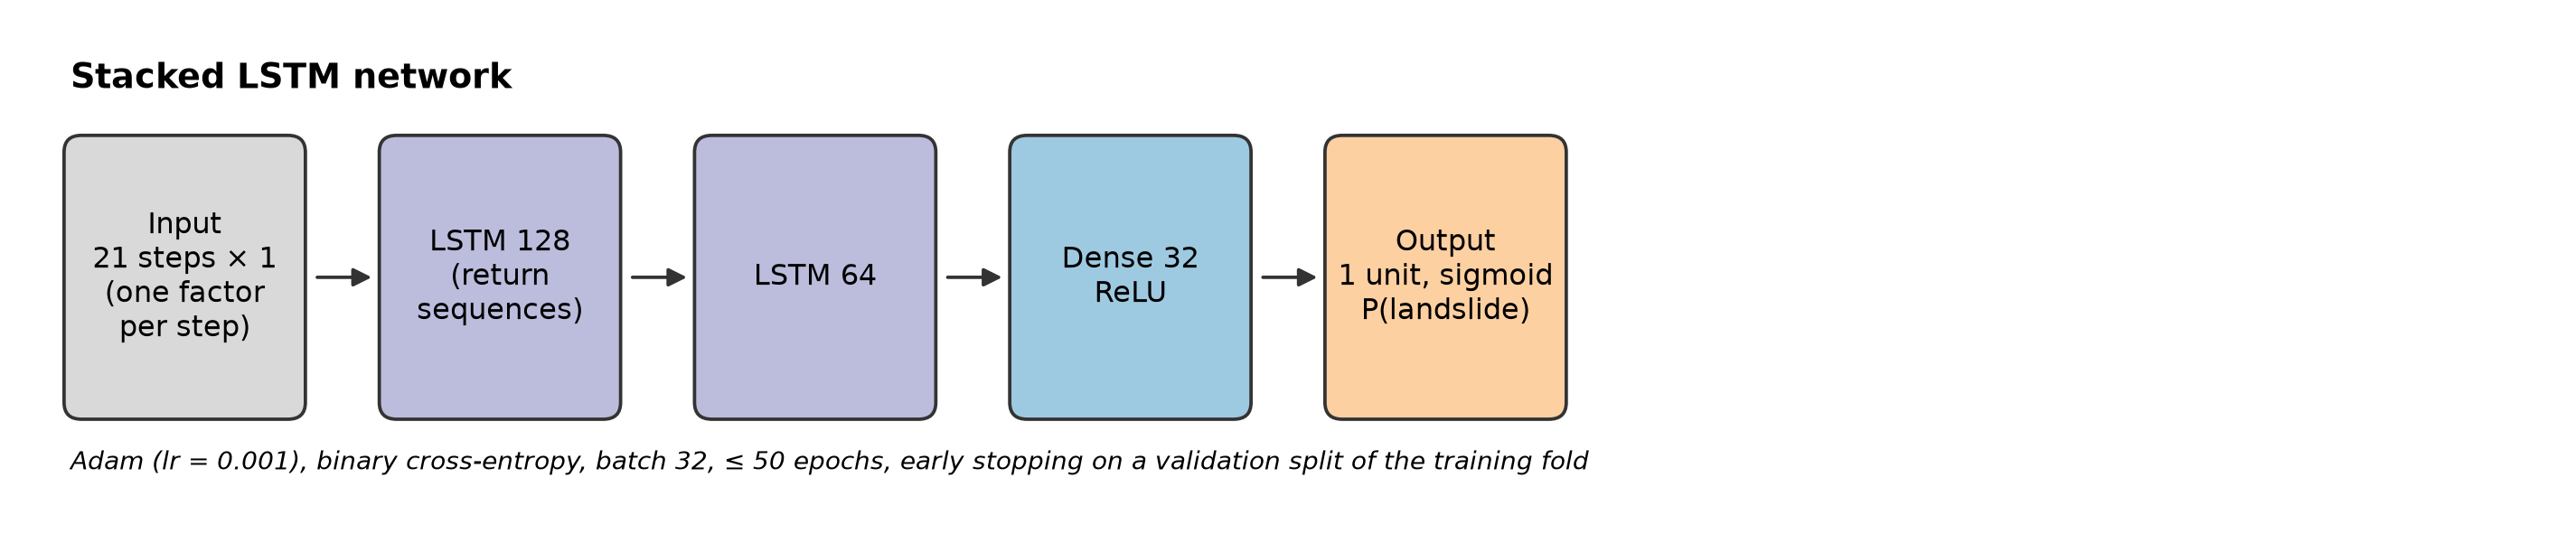 Stacked LSTM network
Input
21 steps × 1
(one factor
per step)
LSTM 128
(return
sequences)
LSTM 64
Dense 32
ReLU
Output
1 unit, sigmoid
P(landslide)
Adam (lr = 0.001), binary cross-entropy, batch 32, ≤ 50 epochs, early stopping on a validation split of the training fold